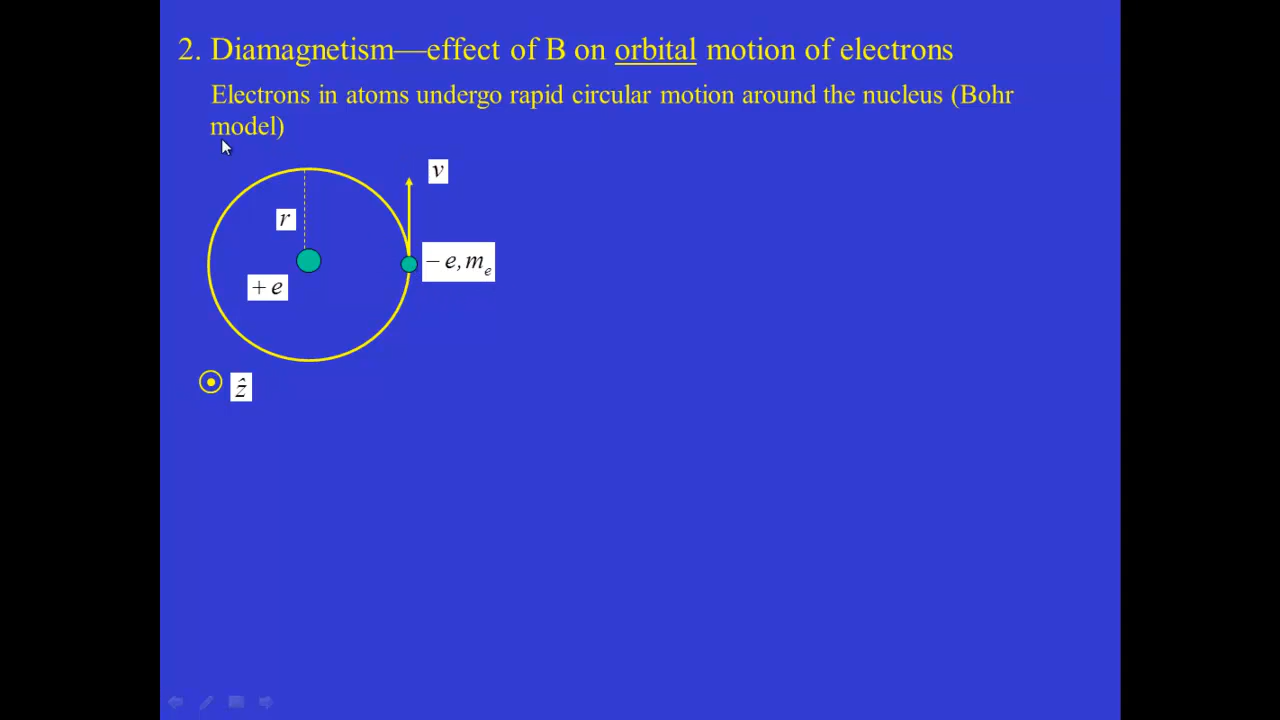 2. Diamagnetism—effect of B on orbital motion of electrons
Electrons in atoms undergo rapid circular motion around the nucleus (Bohr
model)
v
r
− e, mₑ
+ e
ẑ